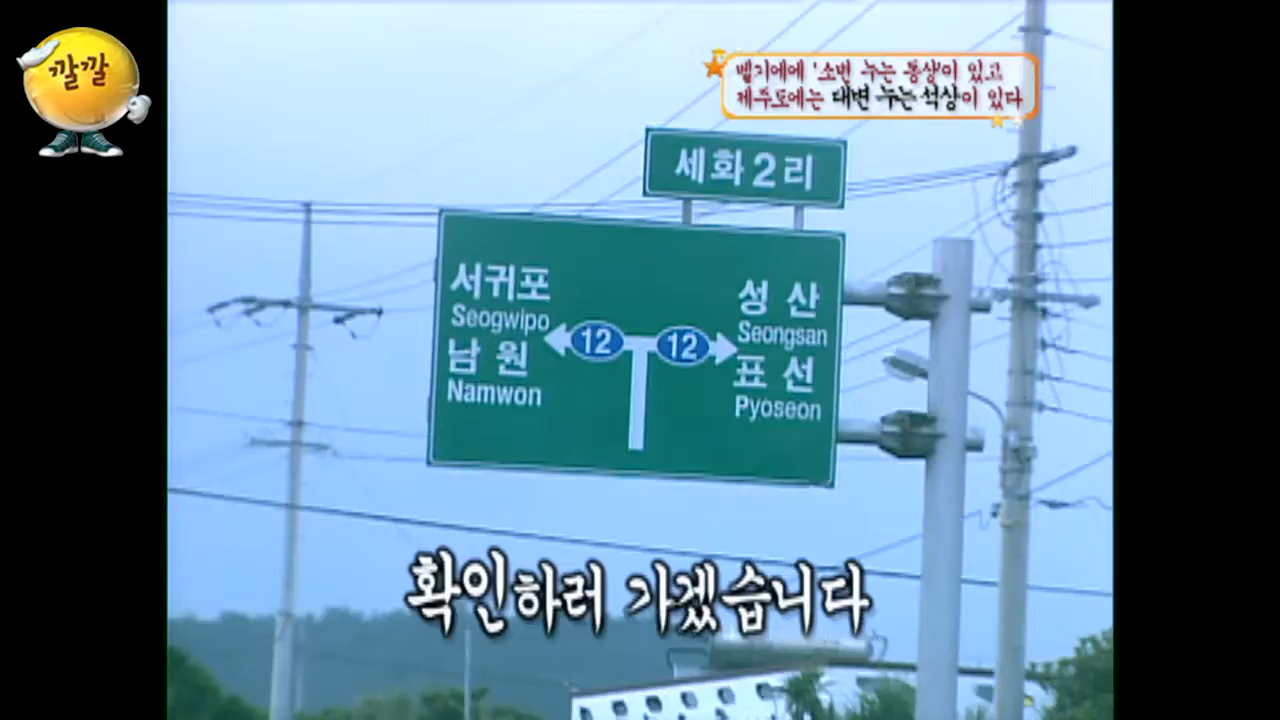 깔깔
벨기에에 '소변 누는 동상'이 있고
제주도에는 대변 누는 석상이 있다
세화2리
서귀포
Seogwipo
남원
Namwon
12
12
성산
Seongsan
표선
Pyoseon
확인하러 가겠습니다